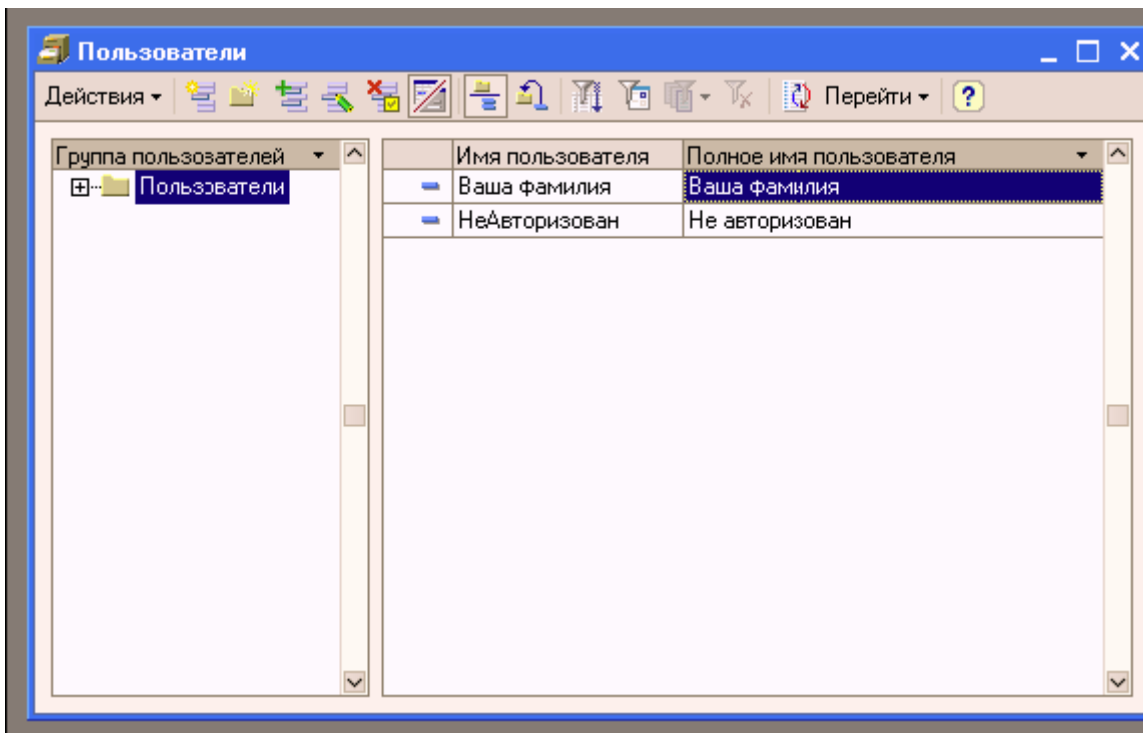 Пользователи
Действия Перейти ?
Группа пользователей
Пользователи
Имя пользователя Полное имя пользователя
Ваша фамилия Ваша фамилия
НеАвторизован Не авторизован